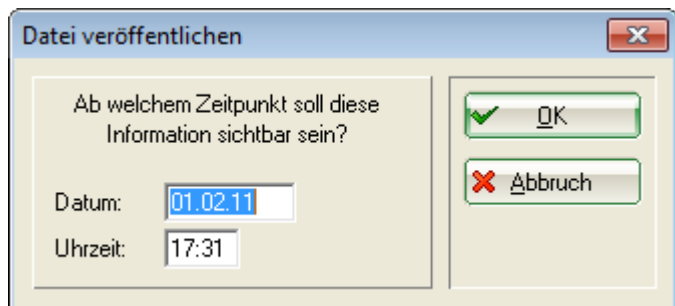 Datei veröffentlichen
Ab welchem Zeitpunkt soll diese
Information sichtbar sein?
Datum: 01.02.11
Uhrzeit: 17:31
OK
Abbruch